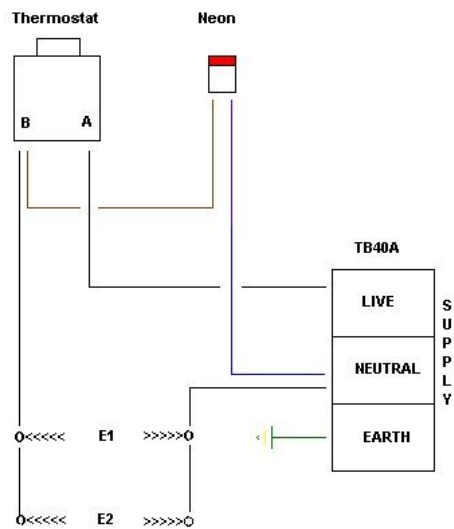 Thermostat Neon
B A
TB40A
LIVE
NEUTRAL
EARTH
SUPPLY
O<<<<< E1 >>>>>O
O<<<<< E2 >>>>>O